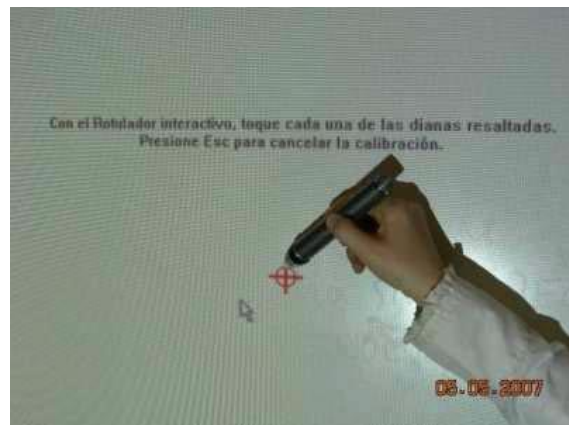 Con el Rotulador interactivo, toque cada una de las dianas resaltadas.
Presione Esc para cancelar la calibración.
05.05.2007